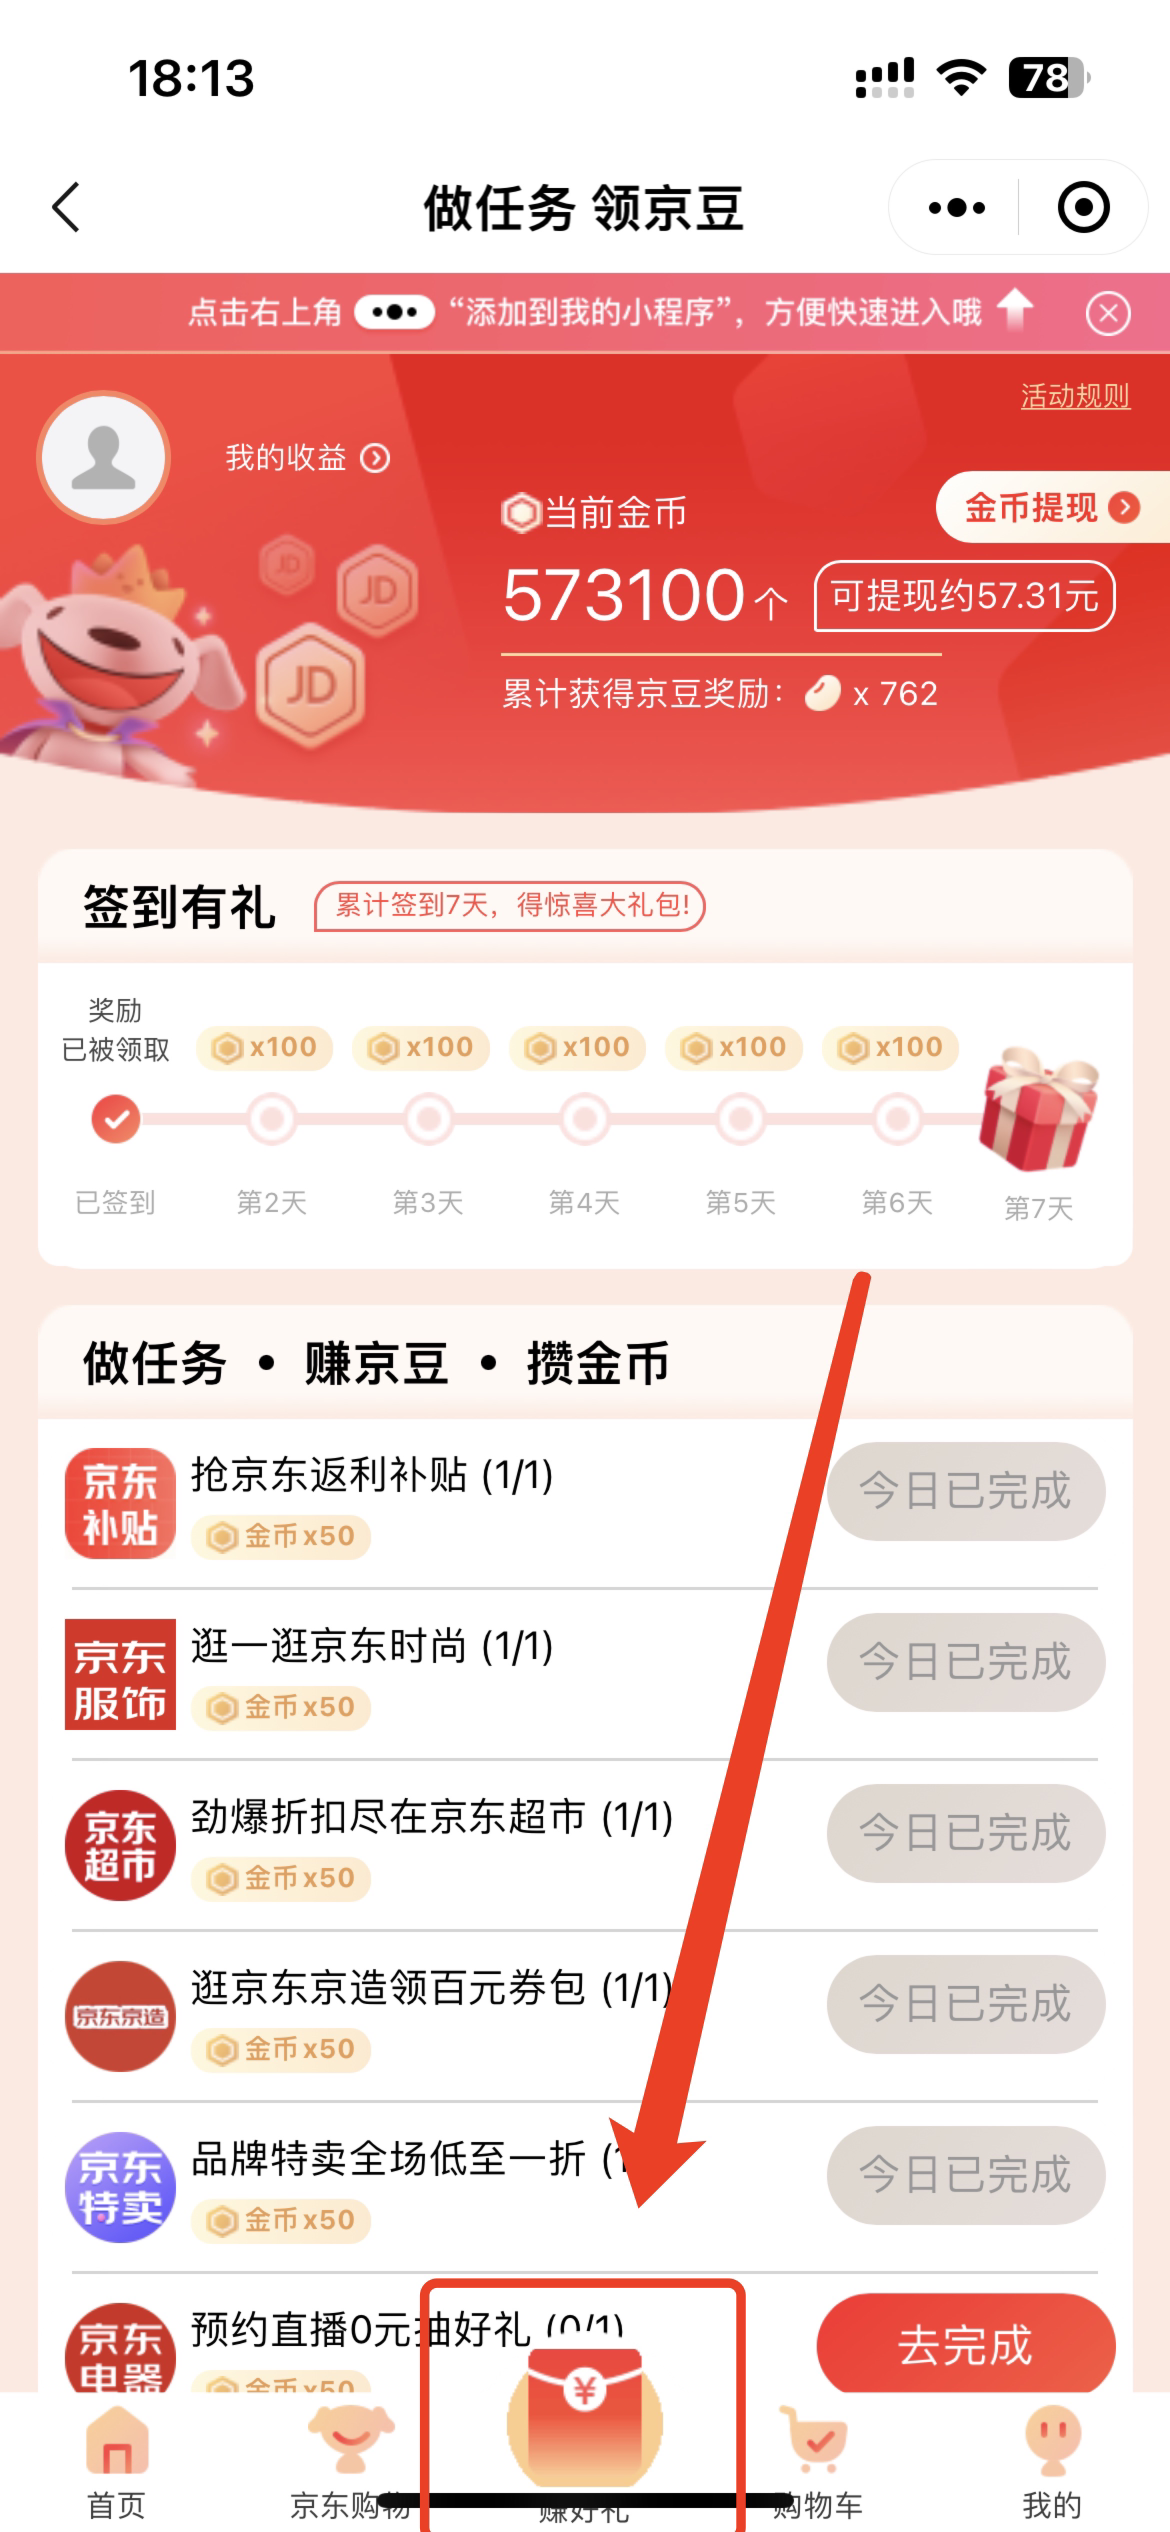 18:13
78
做任务 领京豆
点击右上角 ••• “添加到我的小程序”，方便快速进入哦
活动规则
我的收益
当前金币
金币提现
573100个
可提现约57.31元
累计获得京豆奖励： x 762
JD
JD
JD
签到有礼
累计签到7天，得惊喜大礼包!
奖励
已被领取
x100 x100 x100 x100 x100
已签到 第2天 第3天 第4天 第5天 第6天 第7天
做任务 • 赚京豆 • 攒金币
京东
补贴
抢京东返利补贴 (1/1)
金币x50
今日已完成
京东
服饰
逛一逛京东时尚 (1/1)
金币x50
今日已完成
京东
超市
劲爆折扣尽在京东超市 (1/1)
金币x50
今日已完成
京东京造
逛京东京造领百元券包 (1/1)
金币x50
今日已完成
京东
特卖
品牌特卖全场低至一折 (1
金币x50
今日已完成
京东
电器
预约直播0元抽好礼 (0/1)
金币x50
去完成
¥
首页 京东购物 赚好礼 购物车 我的